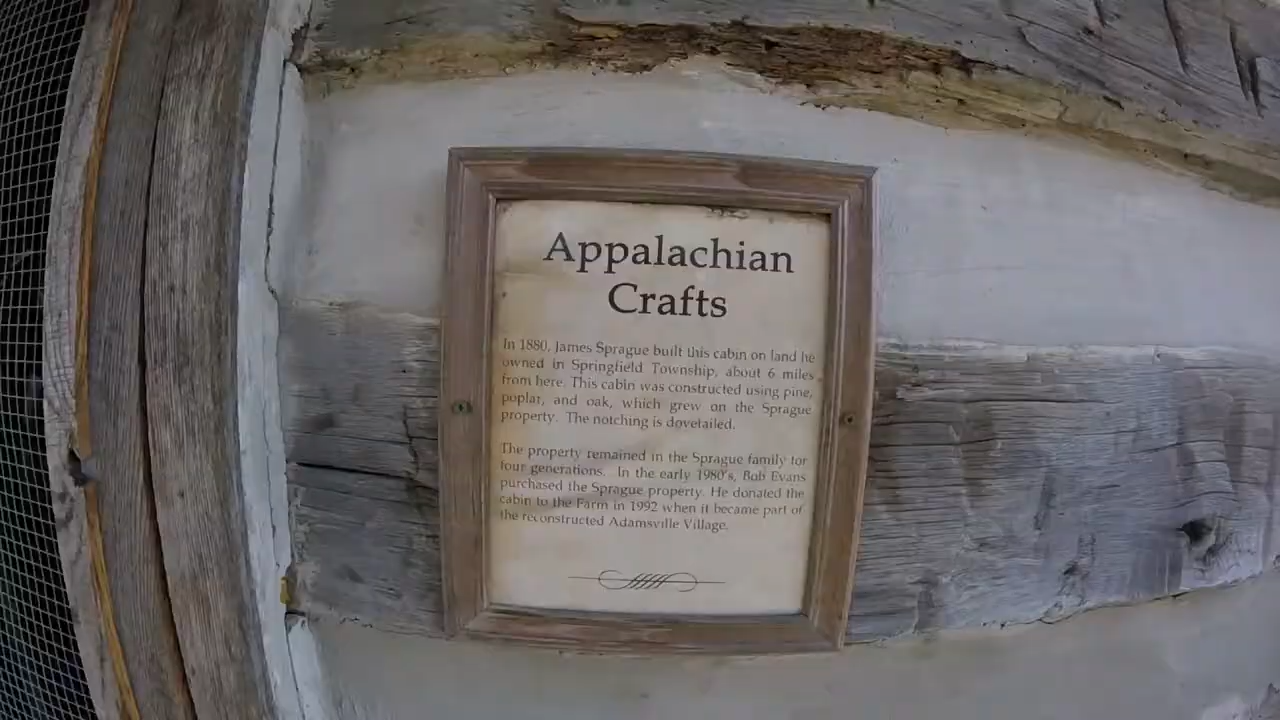 Appalachian
Crafts
In 1880, James Sprague built this cabin on land he
owned in Springfield Township, about 6 miles
from here. This cabin was constructed using pine,
poplar, and oak, which grew on the Sprague
property. The notching is dovetailed.
The property remained in the Sprague family for
four generations. In the early 1980's, Bob Evans
purchased the Sprague property. He donated the
cabin to the Farm in 1992 when it became part of
the reconstructed Adamsville Village.